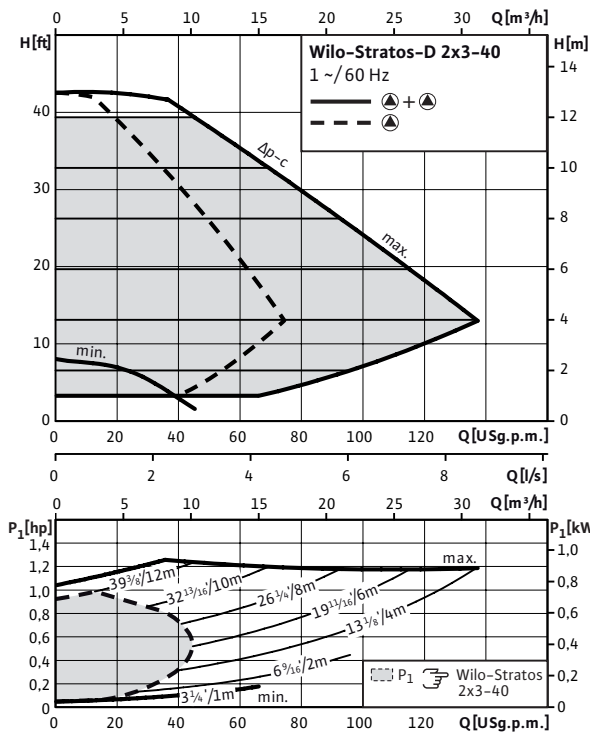 0 5 10 15 20 25 30 Q[m³/h]
H[ft] H[m]
Wilo-Stratos-D 2x3-40
1 ~/ 60 Hz
+
40 30 20 10 0
14 12 10 8 6 4 2 0
Δp-c
max.
min.
0 20 40 60 80 100 120 Q[USg.p.m.]
0 2 4 6 8 Q[l/s]
0 5 10 15 20 25 30 Q[m³/h]
P₁[hp] P₁[kW
1,4 1,2 1,0 0,8 0,6 0,4 0,2 0
1,0 0,8 0,6 0,4 0,2 0
max.
39³⁄₈'/12m
32¹³⁄₁₆'/10m
26¹⁄₄'/8m
19¹¹⁄₁₆'/6m
13¹⁄₈'/4m
6⁹⁄₁₆'/2m
3¹⁄₄'/1m
min.
P₁ Wilo-Stratos
2x3-40
0 20 40 60 80 100 120 Q[USg.p.m.]